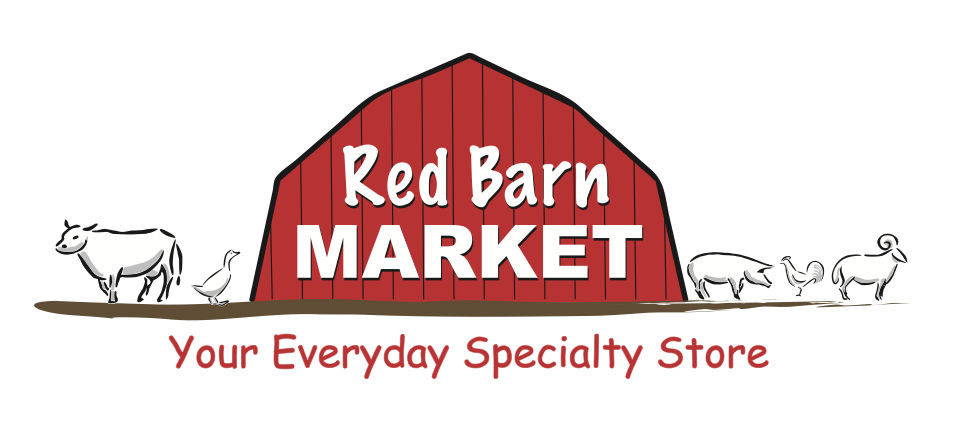 Red Barn
MARKET
Your Everyday Specialty Store